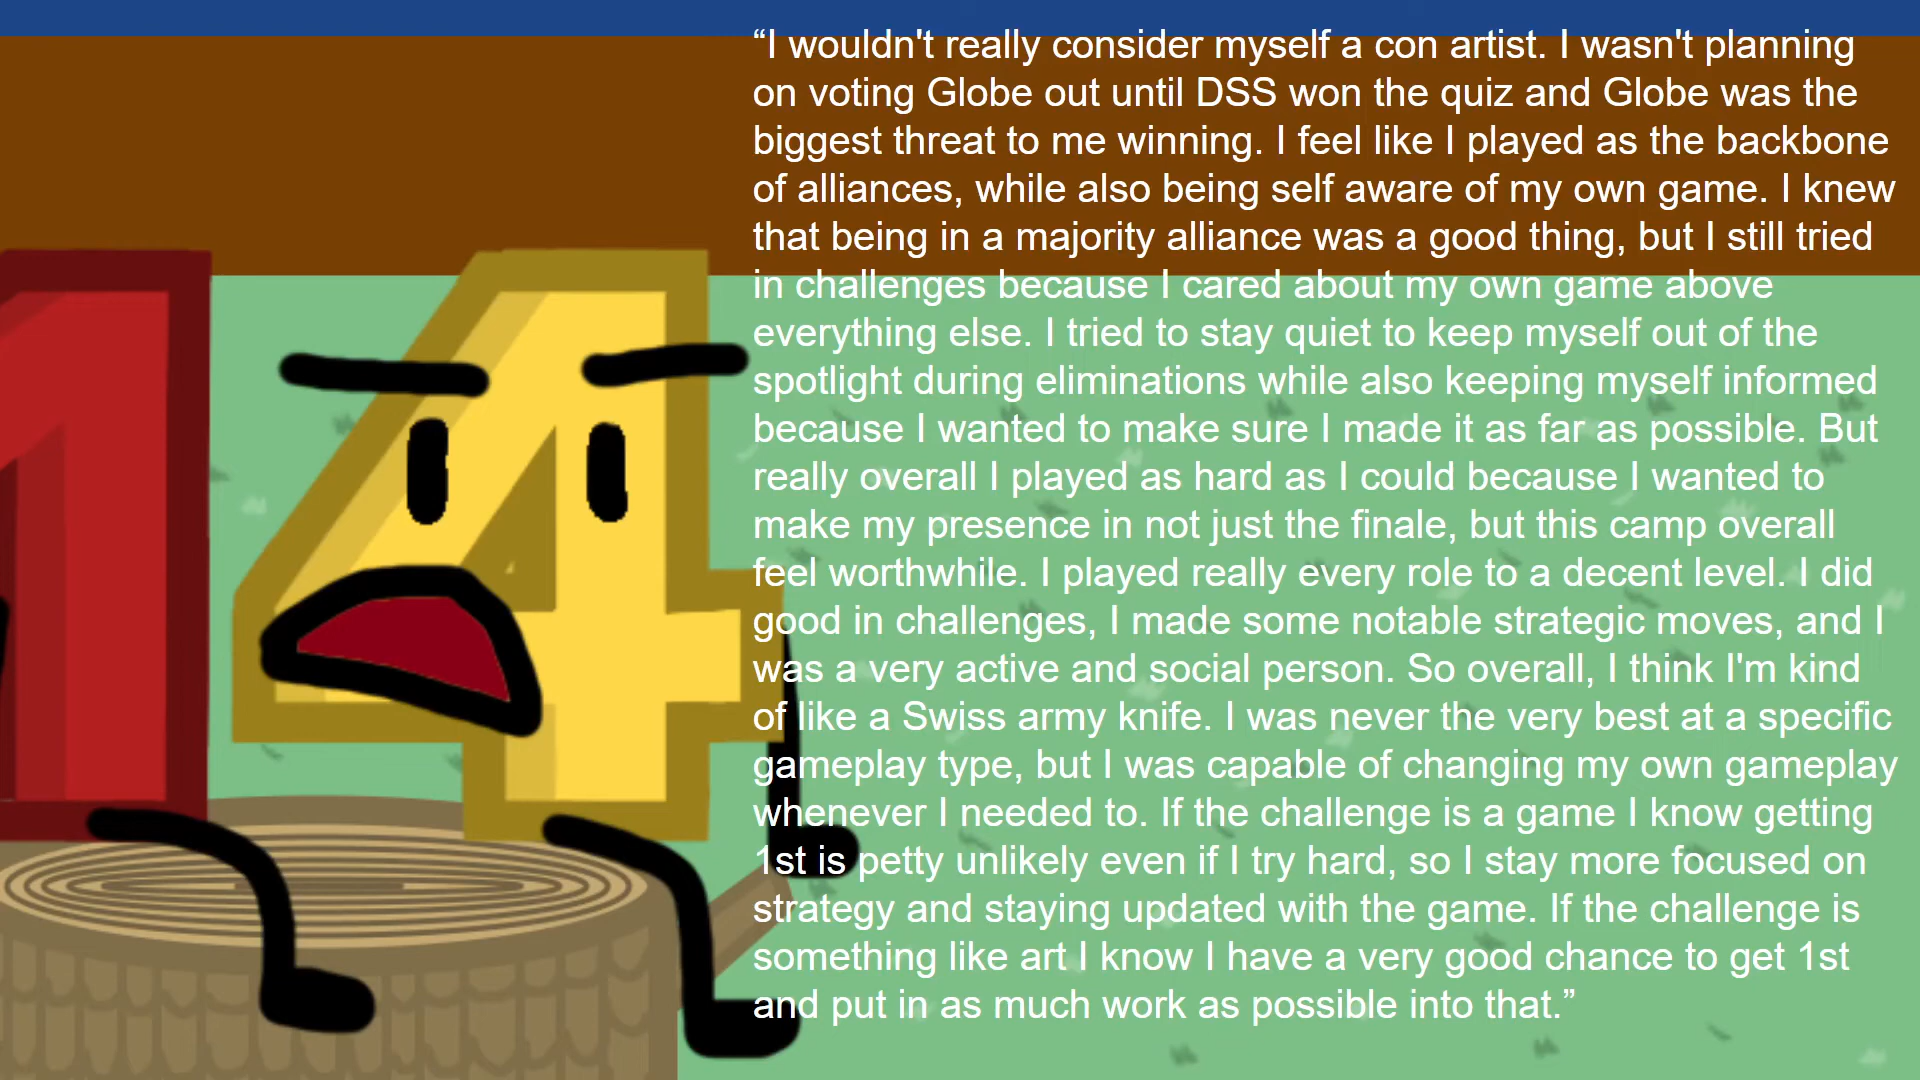 “I wouldn't really consider myself a con artist. I wasn't planning
on voting Globe out until DSS won the quiz and Globe was the
biggest threat to me winning. I feel like I played as the backbone
of alliances, while also being self aware of my own game. I knew
that being in a majority alliance was a good thing, but I still tried
in challenges because I cared about my own game above
everything else. I tried to stay quiet to keep myself out of the
spotlight during eliminations while also keeping myself informed
because I wanted to make sure I made it as far as possible. But
really overall I played as hard as I could because I wanted to
make my presence in not just the finale, but this camp overall
feel worthwhile. I played really every role to a decent level. I did
good in challenges, I made some notable strategic moves, and I
was a very active and social person. So overall, I think I'm kind
of like a Swiss army knife. I was never the very best at a specific
gameplay type, but I was capable of changing my own gameplay
whenever I needed to. If the challenge is a game I know getting
1st is petty unlikely even if I try hard, so I stay more focused on
strategy and staying updated with the game. If the challenge is
something like art I know I have a very good chance to get 1st
and put in as much work as possible into that.”
14